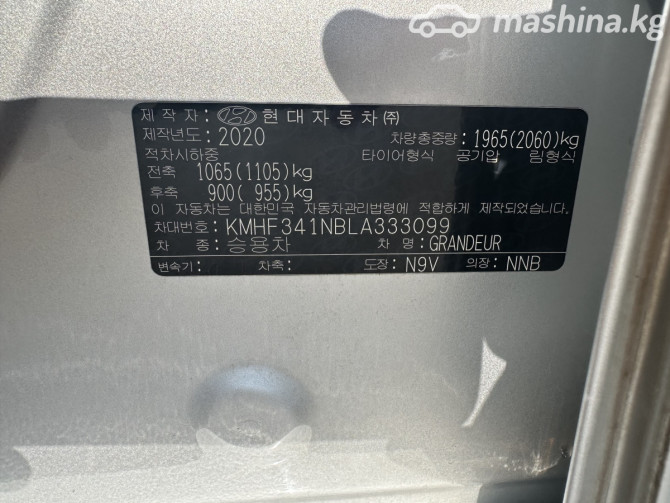 mashina.kg
제 작 자 : 현대자동차㈜
제작년도: 2020 차량총중량: 1965(2060)kg
적차시하중 타이어형식 공기압 림형식
전축 1065(1105)kg
후축 900( 955)kg
이 자동차는 대한민국 자동차관리법령에 적합하게 제작되었습니다.
차대번호: KMHF341NBLA333099
차 종: 승용차 차 명: GRANDEUR
변속기: 차축: 도장: N9V 의장: NNB